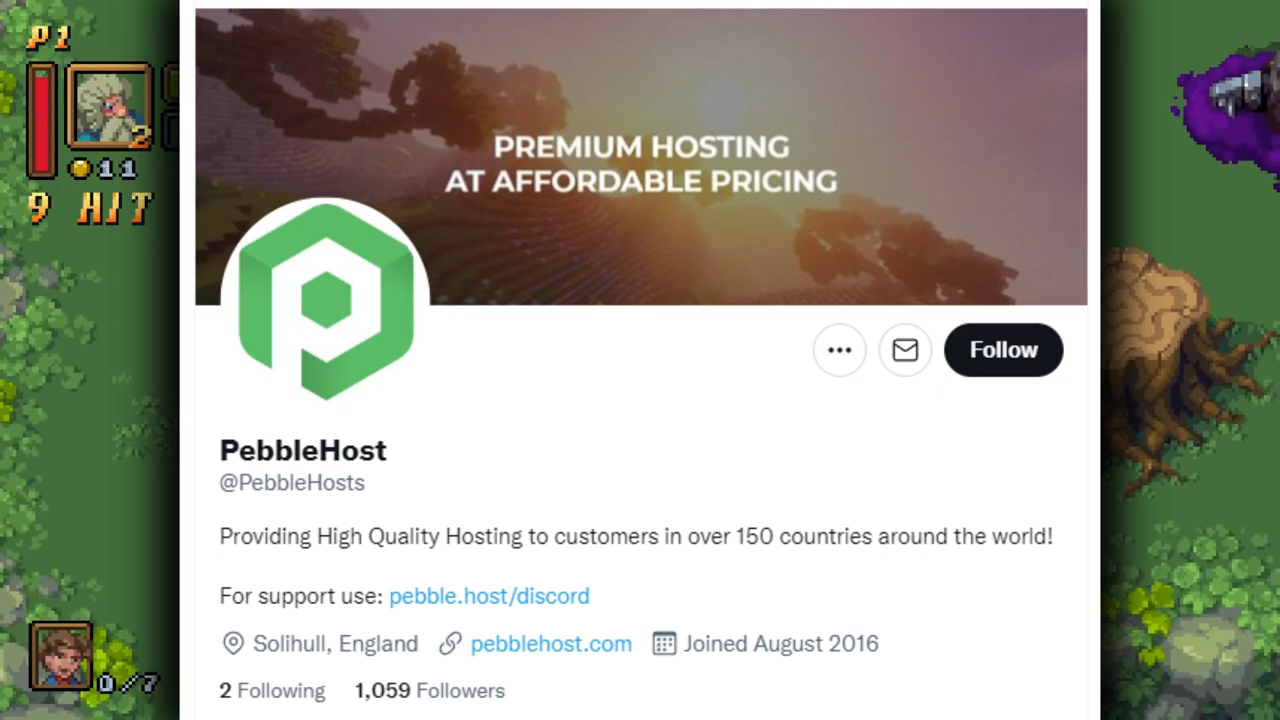 P1
2
11
9 HIT
0/7
PREMIUM HOSTING
AT AFFORDABLE PRICING
Follow
PebbleHost
@PebbleHosts
Providing High Quality Hosting to customers in over 150 countries around the world!
For support use: pebble.host/discord
Solihull, England pebblehost.com Joined August 2016
2 Following 1,059 Followers